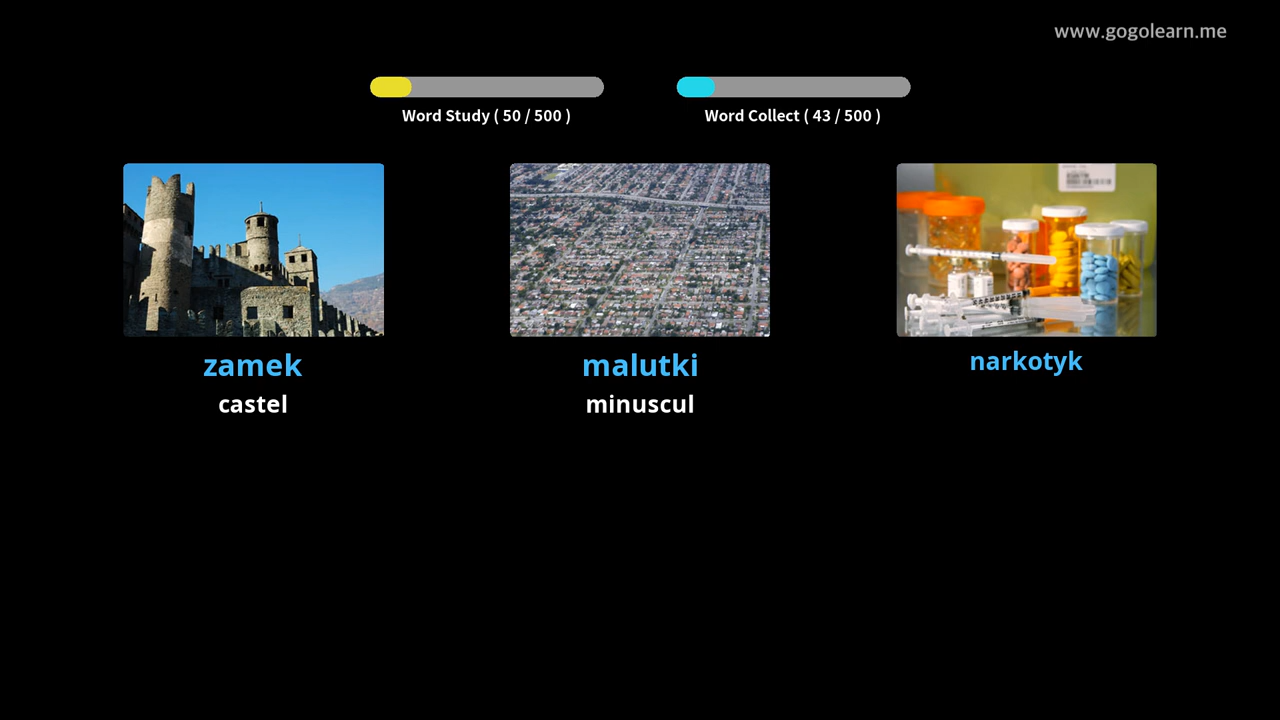 www.gogolearn.me
Word Study ( 50 / 500 )
Word Collect ( 43 / 500 )
zamek
castel
malutki
minuscul
narkotyk